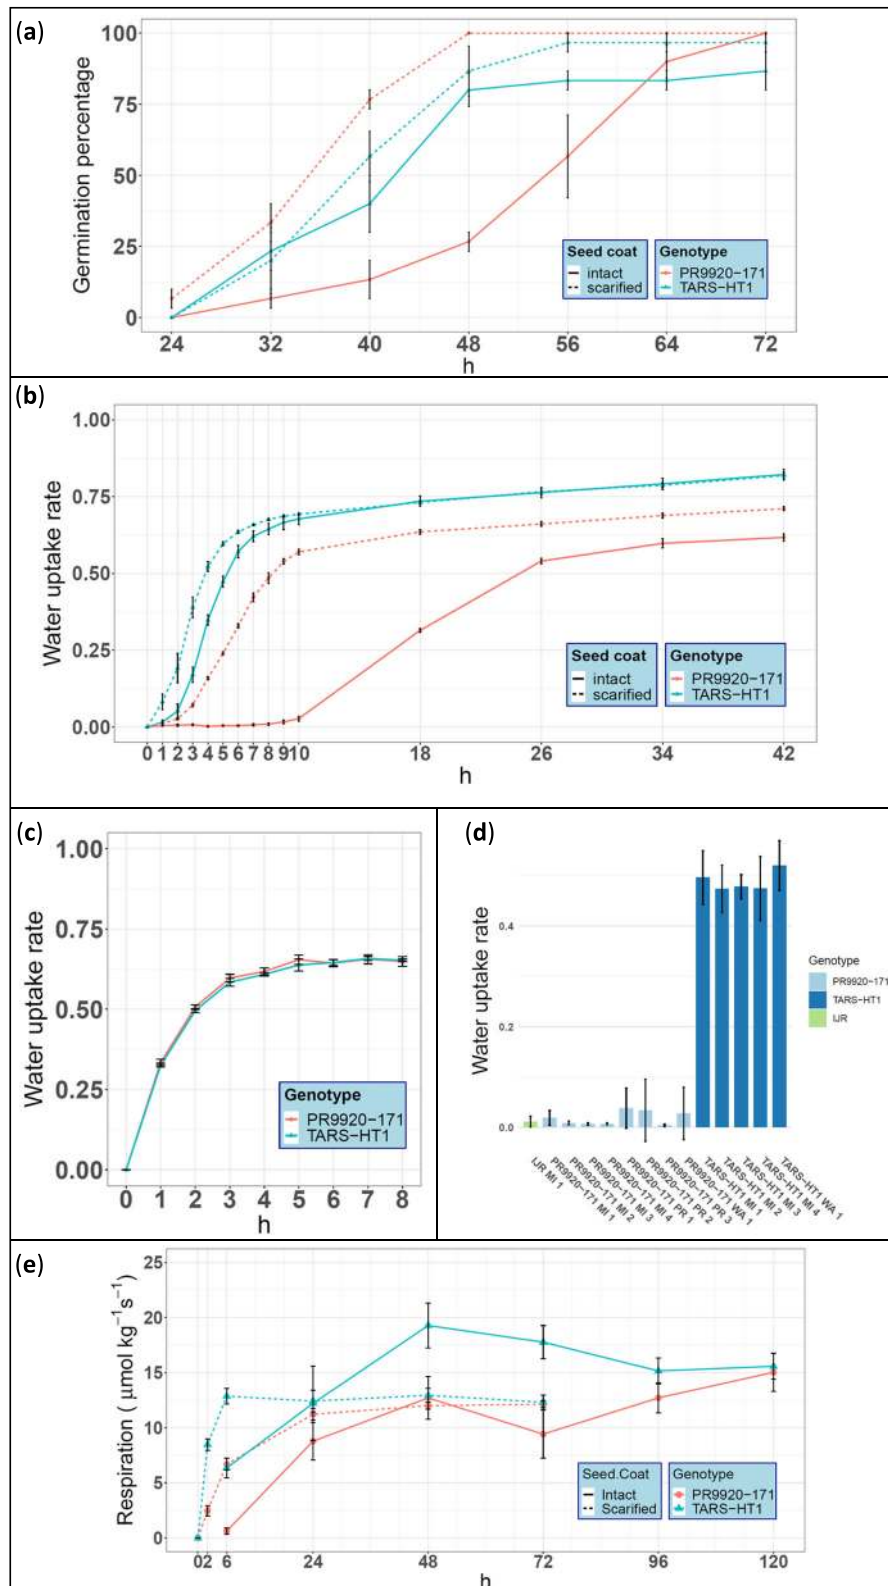 (a)
100
75
50
25
0
Germination percentage
Seed coat
intact
scarified
Genotype
PR9920-171
TARS-HT1
24 32 40 48 56 64 72
h
(b)
1.00
0.75
0.50
0.25
0.00
Water uptake rate
Seed coat
intact
scarified
Genotype
PR9920-171
TARS-HT1
0 1 2 3 4 5 6 7 8 9 10 18 26 34 42
h
(c)
1.00
0.75
0.50
0.25
0.00
Water uptake rate
Genotype
PR9920-171
TARS-HT1
0 1 2 3 4 5 6 7 8
h
(d)
0.4
0.2
0.0
Water uptake rate
Genotype
PR9920-171
TARS-HT1
IJR
IJR MI 1
PR9920-171 MI 1
PR9920-171 MI 2
PR9920-171 MI 3
PR9920-171 MI 4
PR9920-171 PR 1
PR9920-171 PR 2
PR9920-171 PR 3
PR9920-171 WA 1
TARS-HT1 MI 1
TARS-HT1 MI 2
TARS-HT1 MI 3
TARS-HT1 MI 4
TARS-HT1 WA 1
(e)
25
20
15
10
5
0
Respiration ( μmol kg⁻¹s⁻¹)
Seed.Coat
Intact
Scarified
Genotype
PR9920-171
TARS-HT1
0 2 6 24 48 72 96 120
h